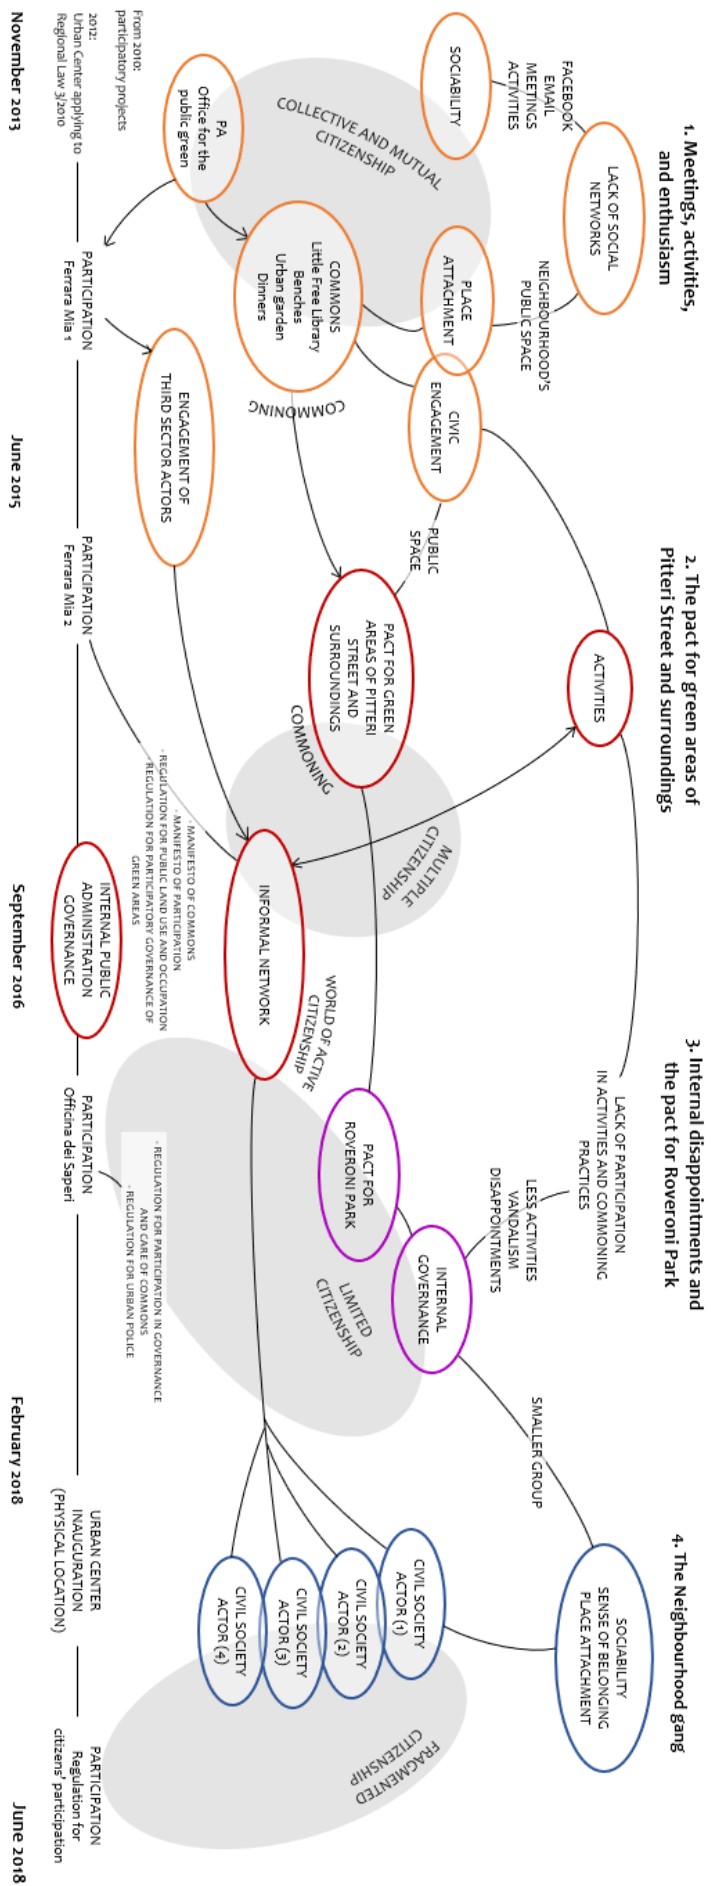 1. Meetings, activities,
and enthusiasm
2. The pact for green areas of
Pitteri Street and surroundings
3. Internal disappointments and
the pact for Roveroni Park
4. The Neighbourhood gang
LACK OF SOCIAL
NETWORKS
FACEBOOK
EMAIL
MEETINGS
ACTIVITIES
SOCIABILITY
NEIGHBOURHOOD'S
PUBLIC SPACE
PLACE
ATTACHMENT
CIVIC
ENGAGEMENT
COLLECTIVE AND MUTUAL
CITIZENSHIP
COMMONS
Little Free Library
Benches
Urban garden
Dinners
COMMONING
PA
Office for the
public green
ENGAGEMENT OF
THIRD SECTOR ACTORS
From 2010:
participatory projects
2012:
Urban Center applying to
Regional Law 3/2010
PARTICIPATION
Ferrara Mia 1
ACTIVITIES
PUBLIC
SPACE
PACT FOR GREEN
AREAS OF PITTERI
STREET AND
SURROUNDINGS
COMMONING
MULTIPLE
CITIZENSHIP
INFORMAL NETWORK
WORLD OF ACTIVE
CITIZENSHIP
- MANIFESTO OF COMMONS
- MANIFESTO OF PARTICIPATION
- REGULATION FOR PUBLIC LAND USE AND OCCUPATION
- REGULATION FOR PARTICIPATORY GOVERNANCE OF
GREEN AREAS
PARTICIPATION
Ferrara Mia 2
INTERNAL PUBLIC
ADMINISTRATION
GOVERNANCE
LACK OF PARTICIPATION
IN ACTIVITIES AND COMMONING
PRACTICES
LESS ACTIVITIES
VANDALISM
DISAPPOINTMENTS
INTERNAL
GOVERNANCE
PACT FOR
ROVERONI PARK
LIMITED
CITIZENSHIP
- REGULATION FOR PARTICIPATION IN GOVERNANCE
AND CARE OF COMMONS
- REGULATION FOR URBAN POLICE
PARTICIPATION
Officina dei Saperi
SMALLER GROUP
SOCIABILITY
SENSE OF BELONGING
PLACE ATTACHMENT
CIVIL SOCIETY
ACTOR (1)
CIVIL SOCIETY
ACTOR (2)
CIVIL SOCIETY
ACTOR (3)
CIVIL SOCIETY
ACTOR (4)
FRAGMENTED
CITIZENSHIP
URBAN CENTER
INAUGURATION
(PHYSICAL LOCATION)
PARTICIPATION
Regulation for
citizens' participation
November 2013
June 2015
September 2016
February 2018
June 2018